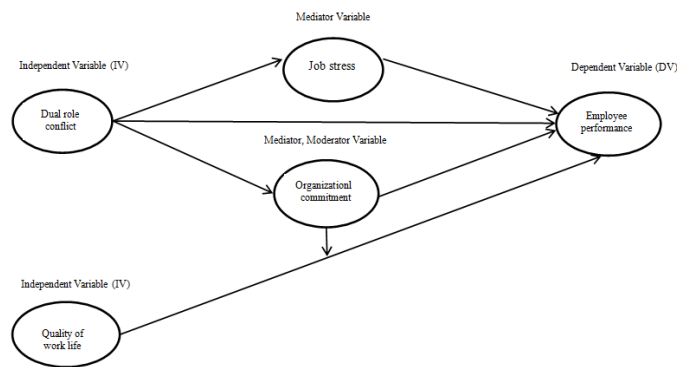 Mediator Variable
Independent Variable (IV)
Job stress
Dependent Variable (DV)
Dual role
conflict
Employee
performance
Mediator, Moderator Variable
Organizationl
commitment
Independent Variable (IV)
Quality of
work life